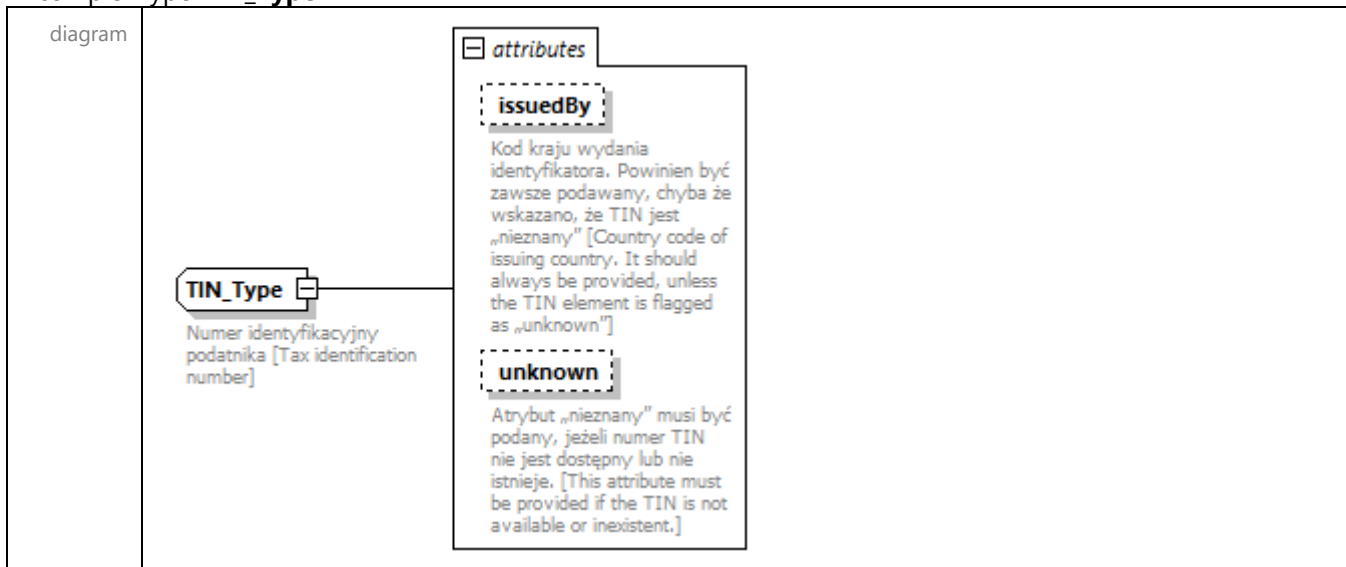 diagram
attributes
issuedBy
Kod kraju wydania
identyfikatora. Powinien być
zawsze podawany, chyba że
wskazano, że TIN jest
„nieznany” [Country code of
issuing country. It should
always be provided, unless
the TIN element is flagged
as „unknown”]
TIN_Type
Numer identyfikacyjny
podatnika [Tax identification
number]
unknown
Atrybut „nieznany” musi być
podany, jeżeli numer TIN
nie jest dostępny lub nie
istnieje. [This attribute must
be provided if the TIN is not
available or inexistent.]